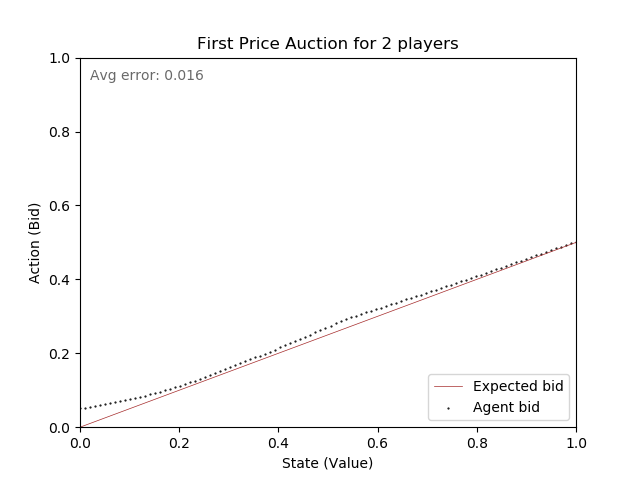 First Price Auction for 2 players
Avg error: 0.016
1.0
0.8
0.6
0.4
0.2
0.0
Action (Bid)
0.0 0.2 0.4 0.6 0.8 1.0
State (Value)
Expected bid
Agent bid